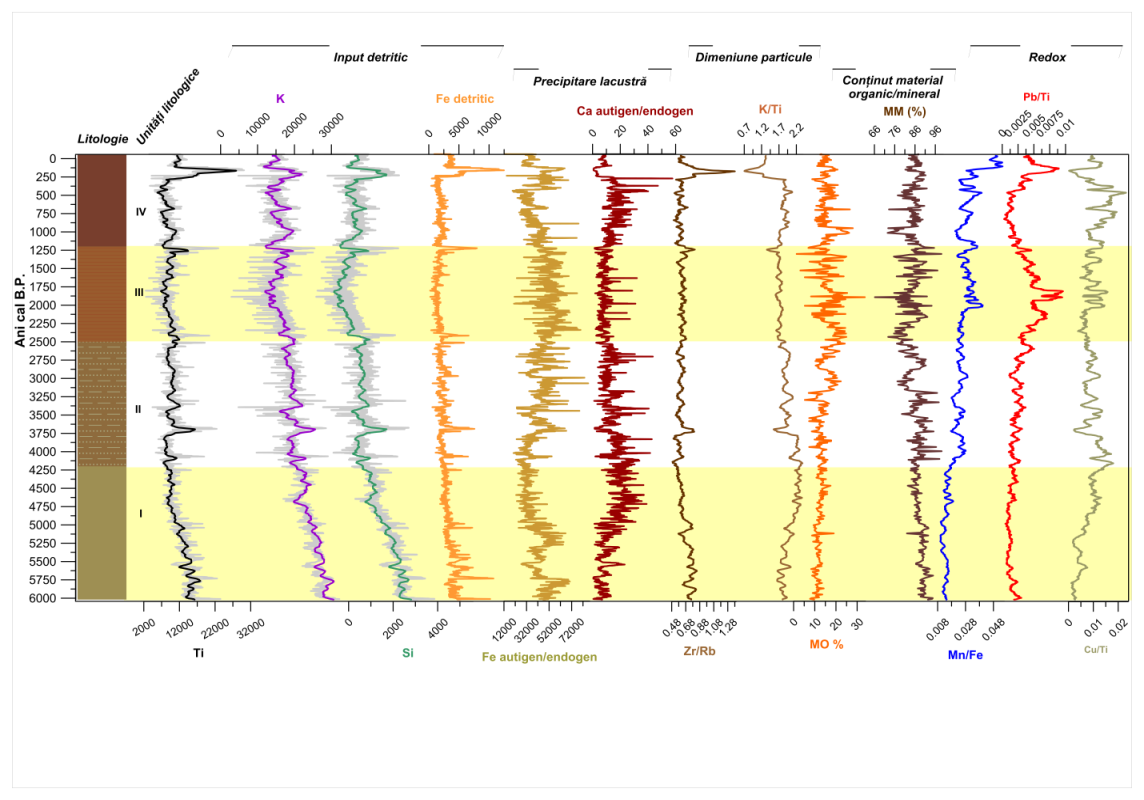 Input detritic
Dimeniune particule
Redox
Precipitare lacustră
Conținut material
organic/mineral
Litologie
Unități litologice
K
Fe detritic
Ca autigen/endogen
K/Ti
MM (%)
Pb/Ti
0 10000 20000 30000
0 5000 10000
0 20 40 60
0.7 1.2 1.7 2.2
66 76 86 96
0 0.0025 0.005 0.0075 0.01
Ani cal B.P.
0
250
500
750
1000
1250
1500
1750
2000
2250
2500
2750
3000
3250
3500
3750
4000
4250
4500
4750
5000
5250
5500
5750
6000
IV
III
II
I
2000 12000 22000 32000
0 2000 4000
12000 32000 52000 72000
0.48 0.68 0.88 1.08 1.28
0 10 20 30
0.008 0.028 0.048
0 0.01 0.02
Ti
Si
Fe autigen/endogen
Zr/Rb
MO %
Mn/Fe
Cu/Ti